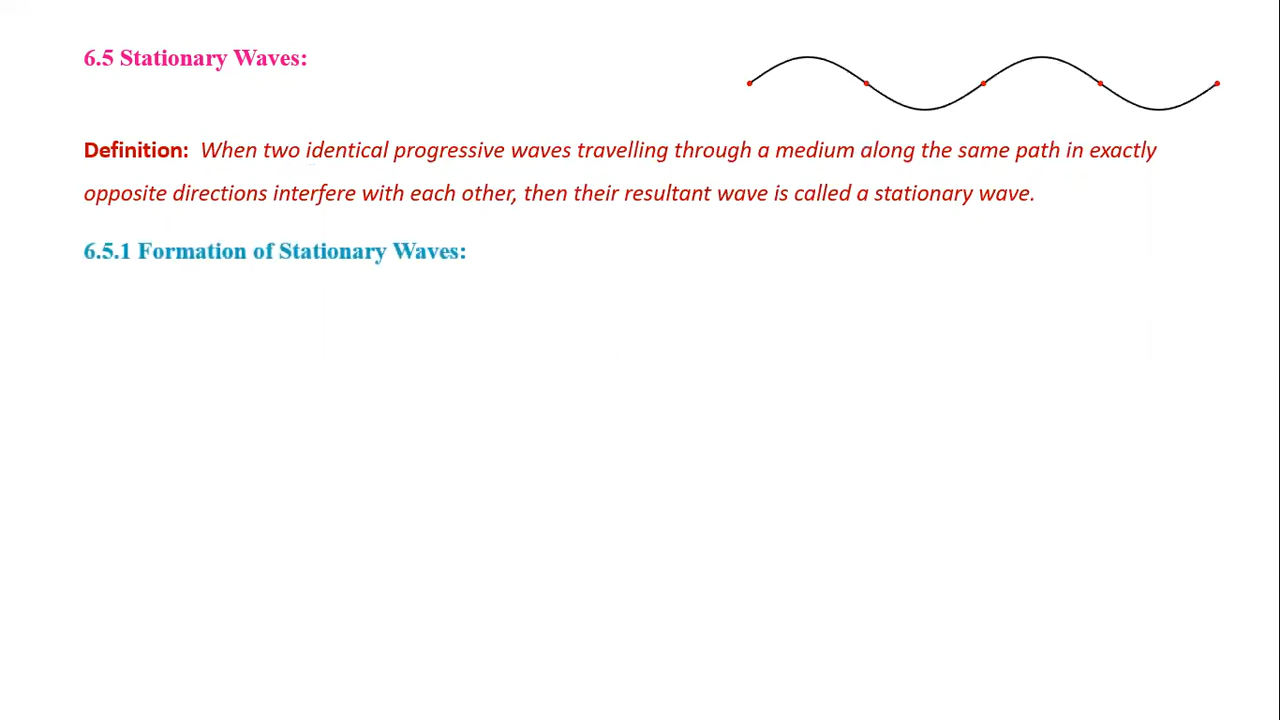 6.5 Stationary Waves:
Definition: When two identical progressive waves travelling through a medium along the same path in exactly
opposite directions interfere with each other, then their resultant wave is called a stationary wave.
6.5.1 Formation of Stationary Waves: